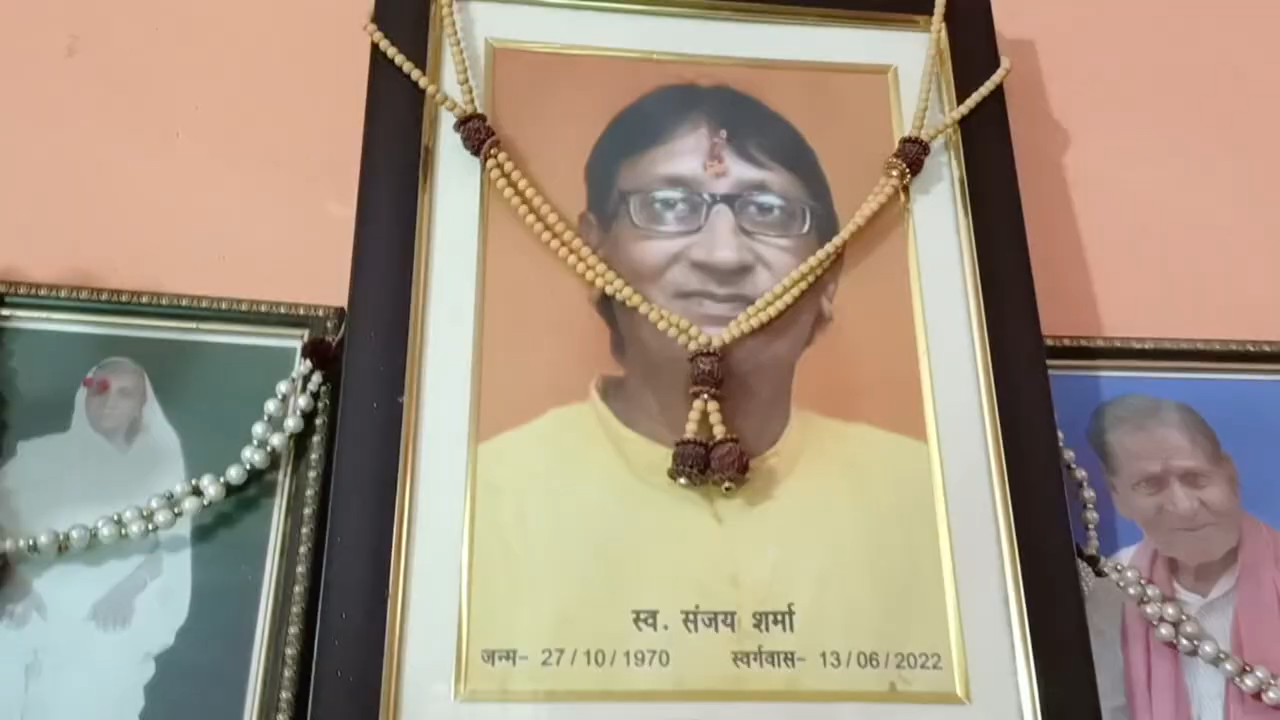 स्व. संजय शर्मा
जन्म- 27/10/1970 स्वर्गवास- 13/06/2022